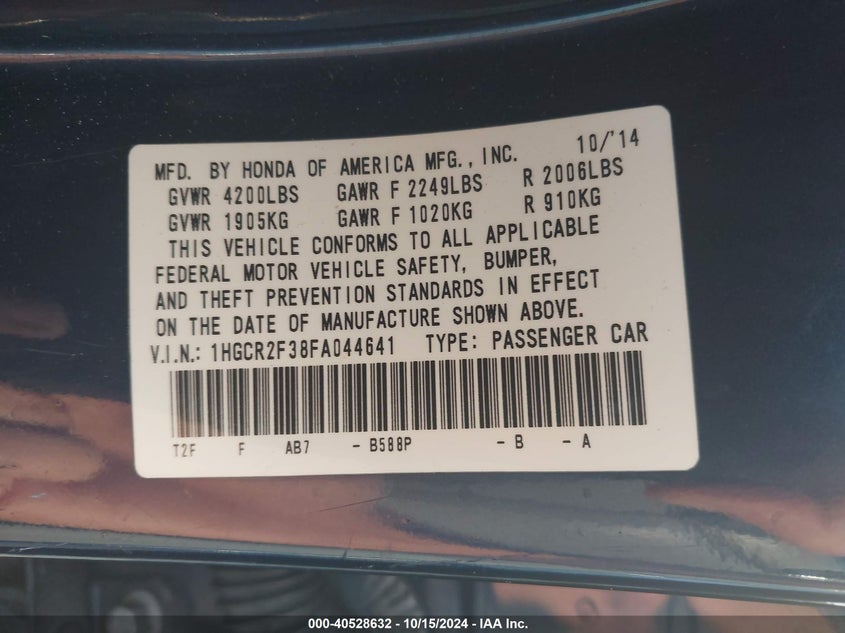 MFD. BY HONDA OF AMERICA MFG., INC. 10/'14
GVWR 4200LBS GAWR F 2249LBS R 2006LBS
GVWR 1905KG GAWR F 1020KG R 910KG
THIS VEHICLE CONFORMS TO ALL APPLICABLE
FEDERAL MOTOR VEHICLE SAFETY, BUMPER,
AND THEFT PREVENTION STANDARDS IN EFFECT
ON THE DATE OF MANUFACTURE SHOWN ABOVE.
V.I.N.: 1HGCR2F38FA044641 TYPE: PASSENGER CAR
T2F F AB7 - B588P - B - A
000-40528632 - 10/15/2024 - IAA Inc.